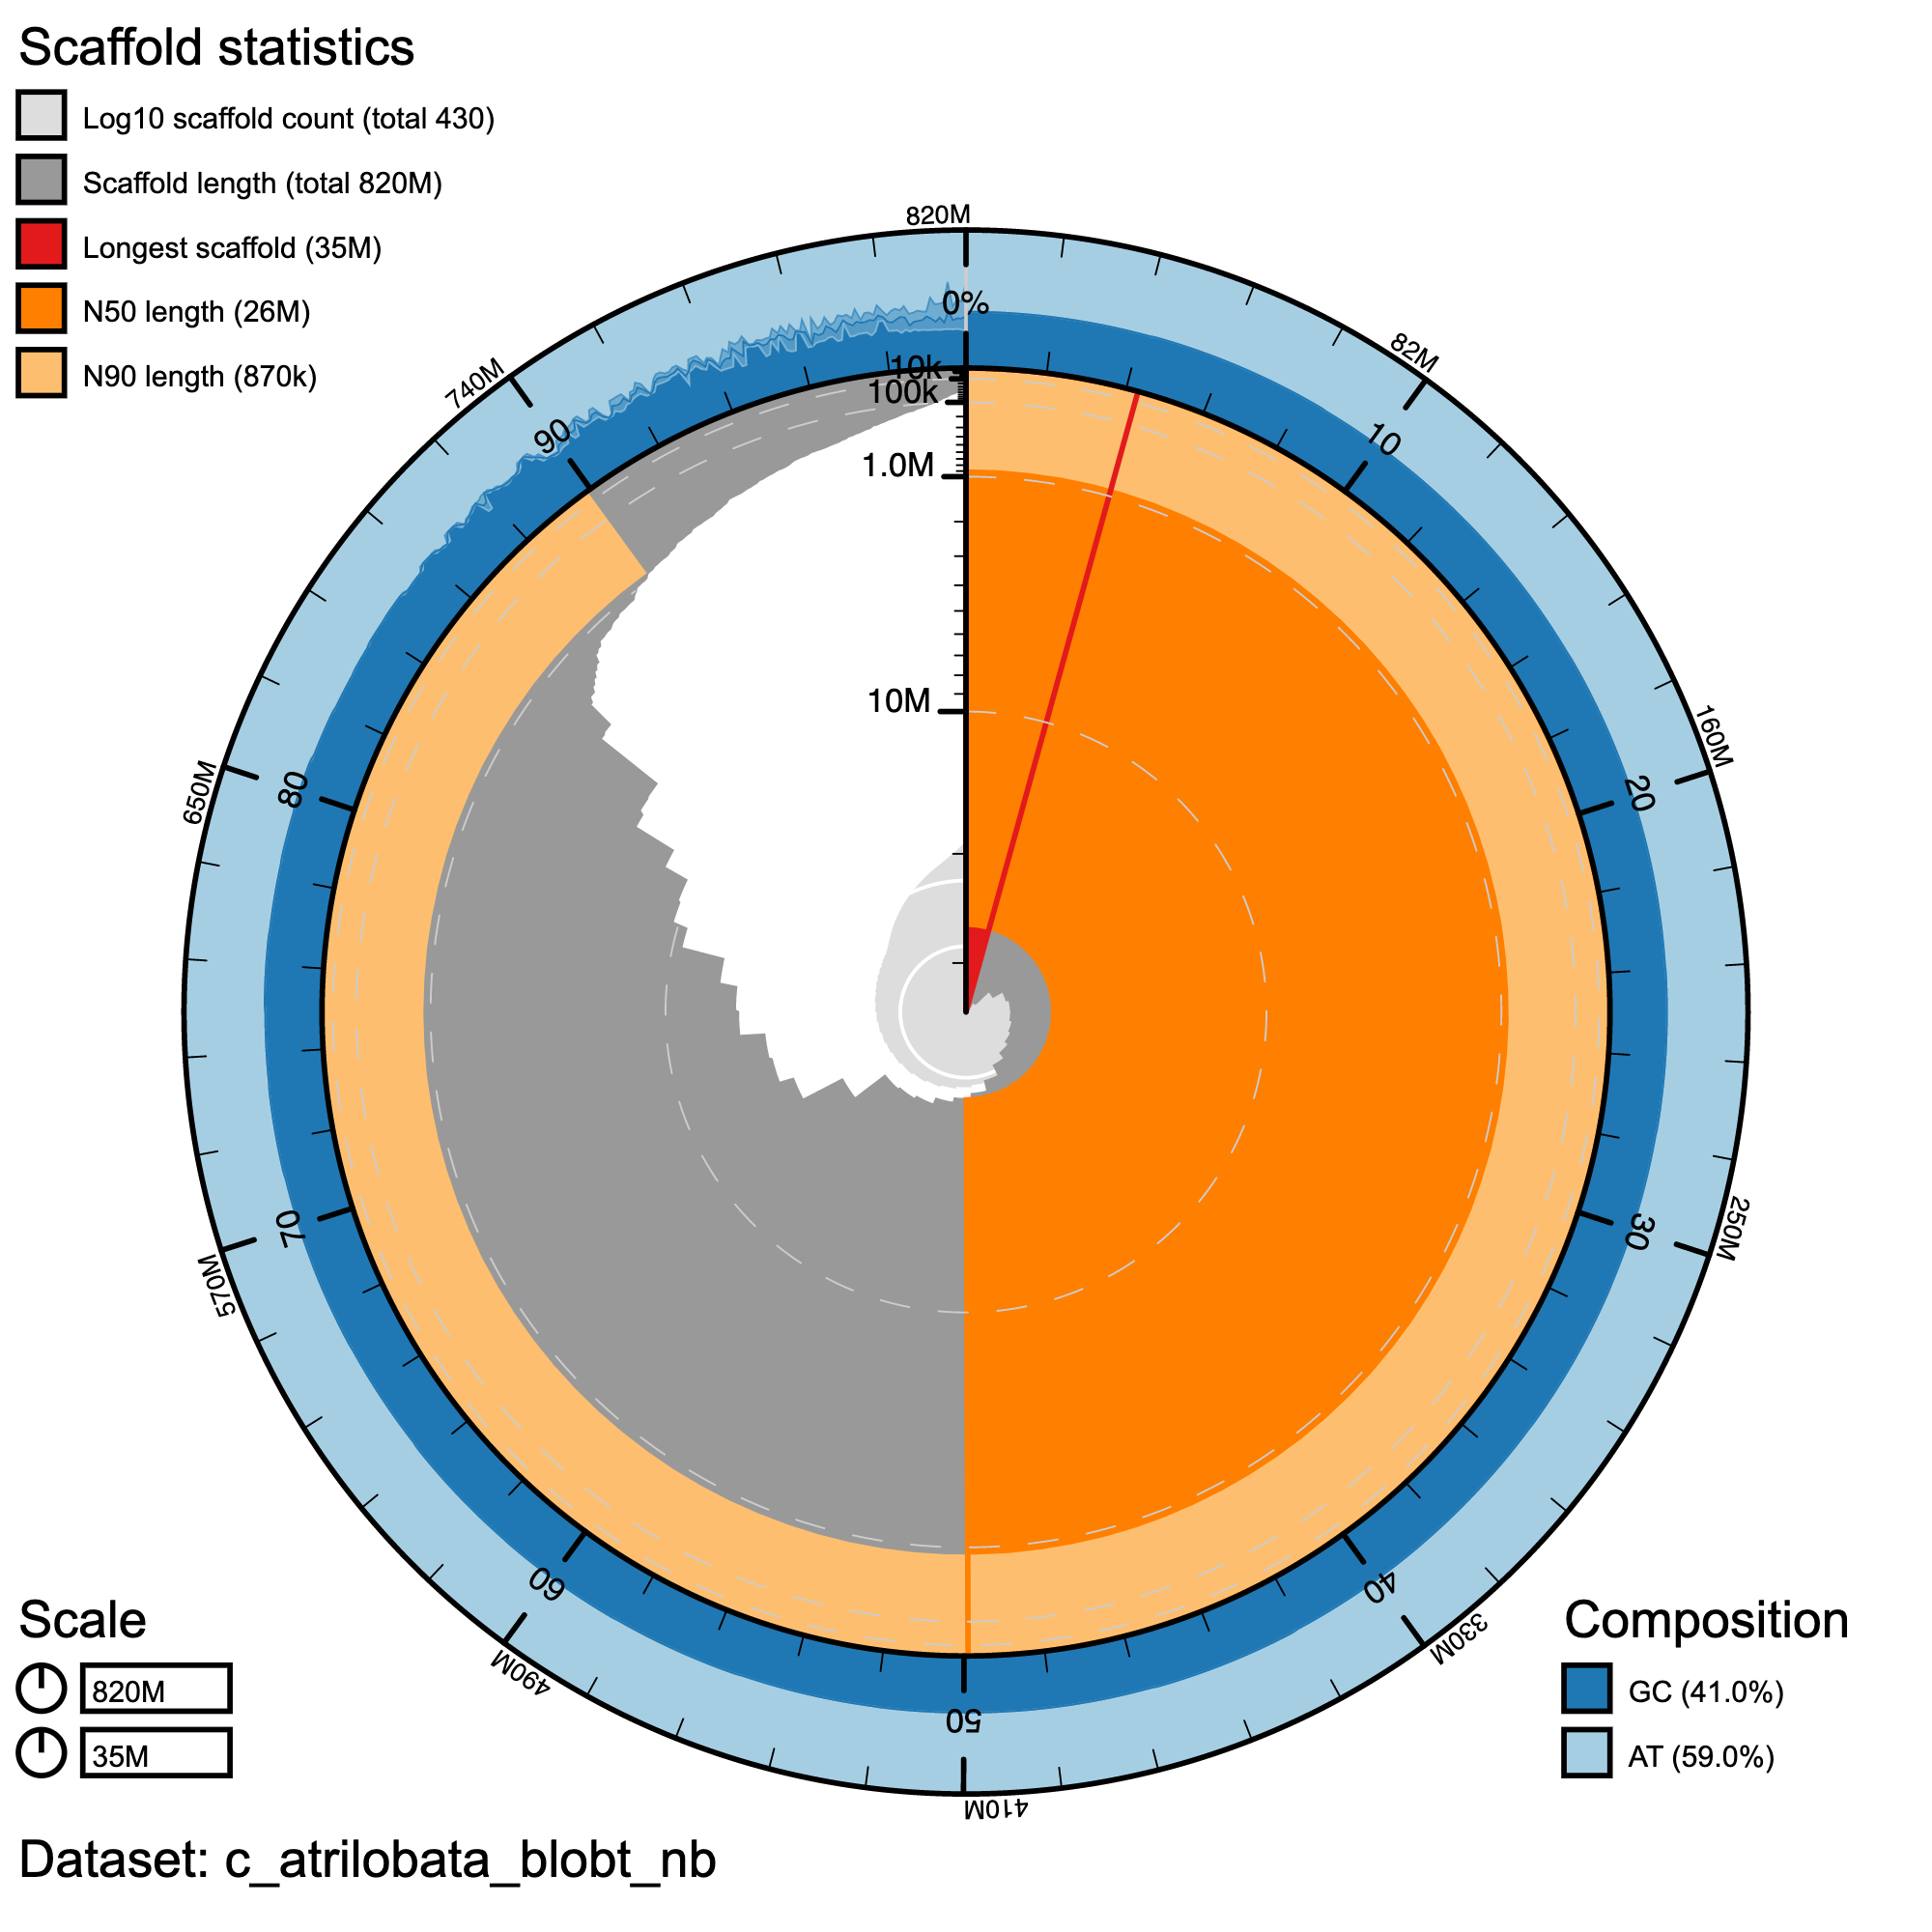 Scaffold statistics
Log10 scaffold count (total 430)
Scaffold length (total 820M)
Longest scaffold (35M)
N50 length (26M)
N90 length (870k)
820M
82M
160M
250M
330M
410M
490M
570M
650M
740M
0%
10
20
30
40
50
60
70
80
90
10k
100k
1.0M
10M
Scale
820M
35M
Composition
GC (41.0%)
AT (59.0%)
Dataset: c_atrilobata_blobt_nb